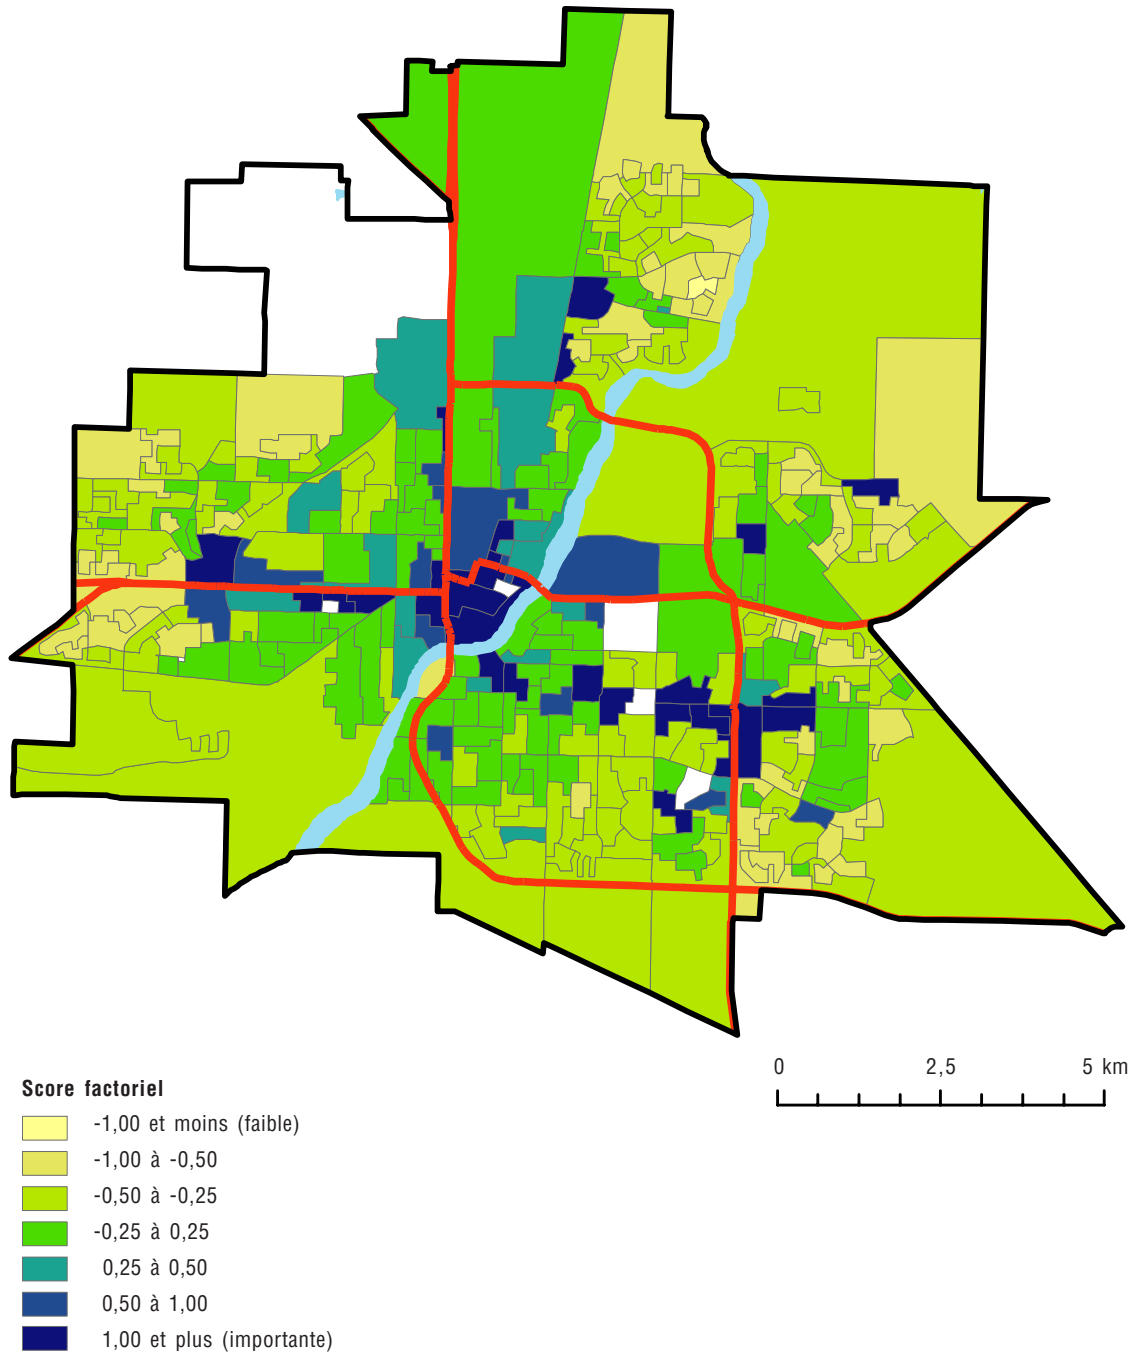 0 2,5 5 km
Score factoriel
-1,00 et moins (faible)
-1,00 à -0,50
-0,50 à -0,25
-0,25 à 0,25
0,25 à 0,50
0,50 à 1,00
1,00 et plus (importante)